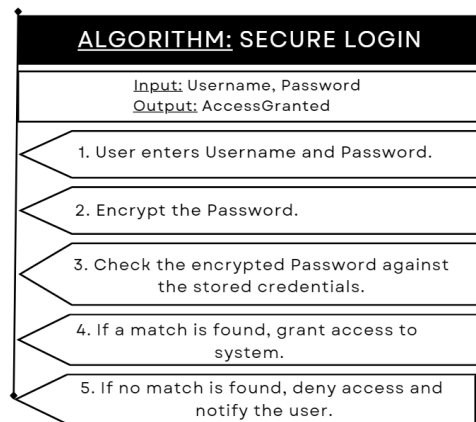 ALGORITHM: SECURE LOGIN
Input: Username, Password
Output: AccessGranted
1. User enters Username and Password.
2. Encrypt the Password.
3. Check the encrypted Password against
the stored credentials.
4. If a match is found, grant access to
system.
5. If no match is found, deny access and
notify the user.